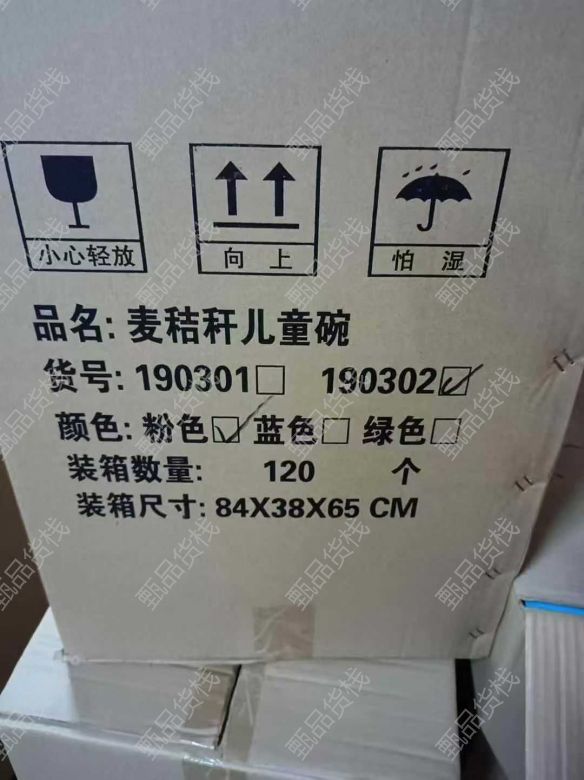 小心轻放
向 上
怕 湿
品名: 麦秸秆儿童碗
货号: 190301□ 190302☑
颜色: 粉色☑ 蓝色□ 绿色□
装箱数量: 120 个
装箱尺寸: 84X38X65 CM
甄品货栈